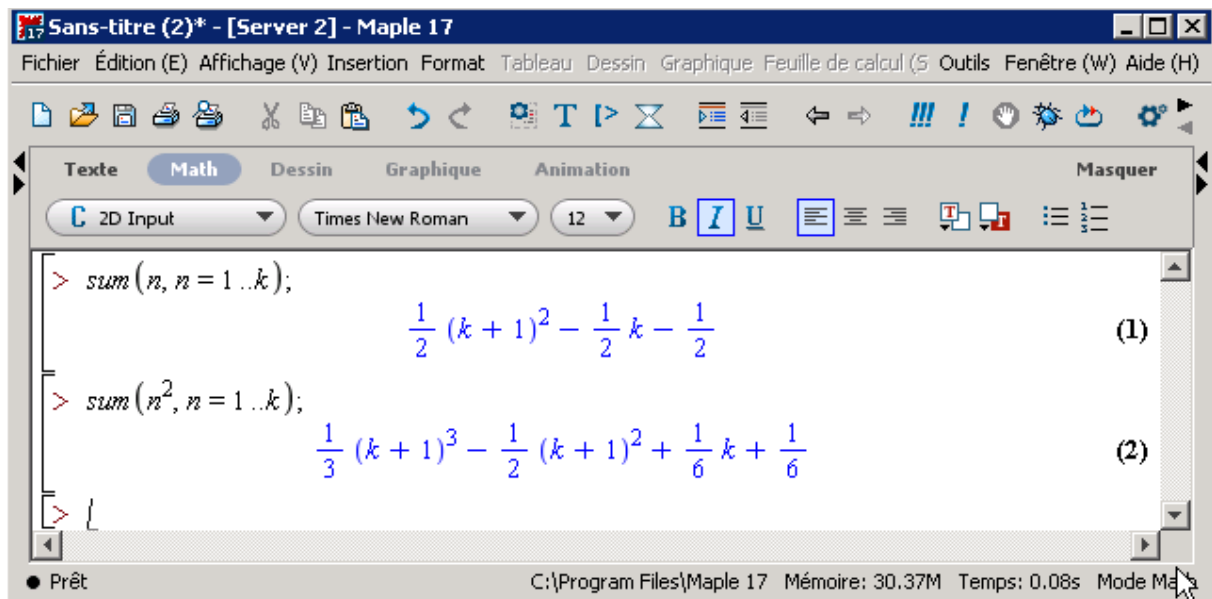 Sans-titre (2)* - [Server 2] - Maple 17
Fichier Édition (E) Affichage (V) Insertion Format Tableau Dessin Graphique Feuille de calcul (S Outils Fenêtre (W) Aide (H)
Texte Math Dessin Graphique Animation Masquer
C 2D Input Times New Roman 12 B I U
> sum(n, n = 1 ..k);
1/2 (k + 1)^2 − 1/2 k − 1/2 (1)
> sum(n^2, n = 1 ..k);
1/3 (k + 1)^3 − 1/2 (k + 1)^2 + 1/6 k + 1/6 (2)
>
Prêt C:\Program Files\Maple 17 Mémoire: 30.37M Temps: 0.08s Mode Math